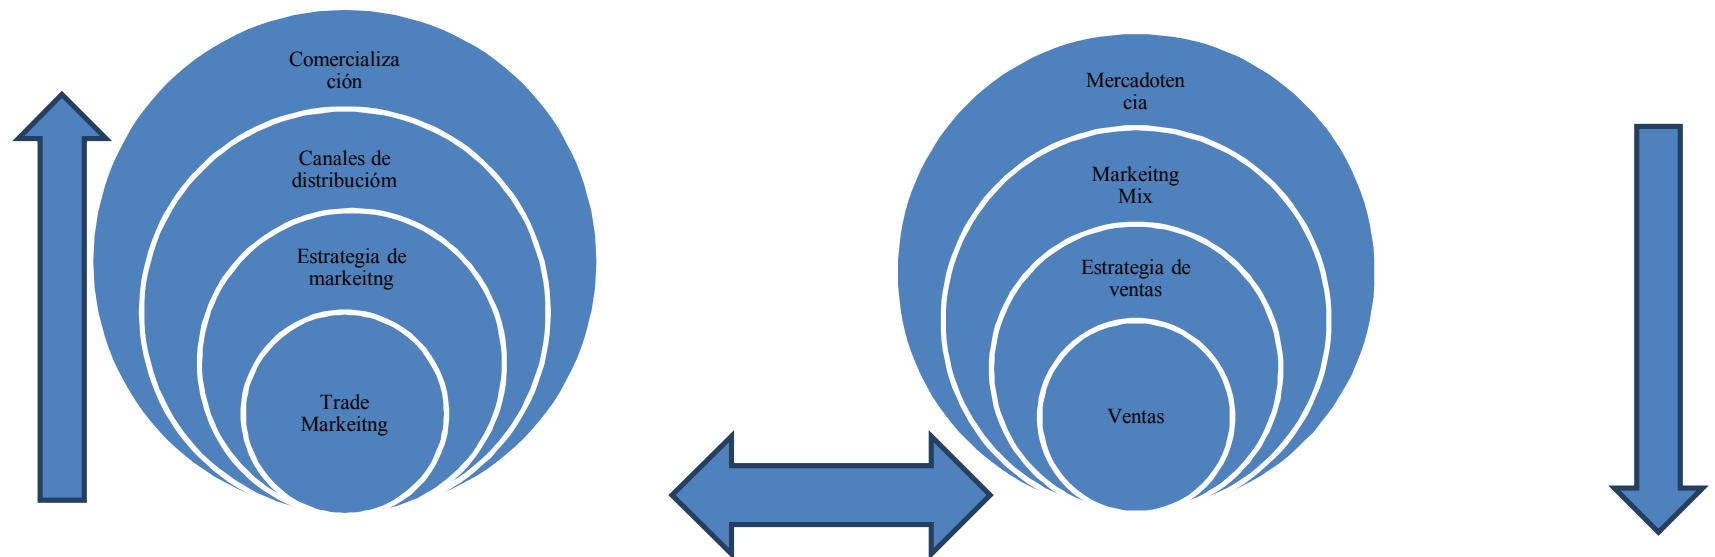 Comercializa
ción
Canales de
distribucióm
Estrategia de
markeitng
Trade
Markeitng
Mercadoten
cia
Markeitng
Mix
Estrategia de
ventas
Ventas